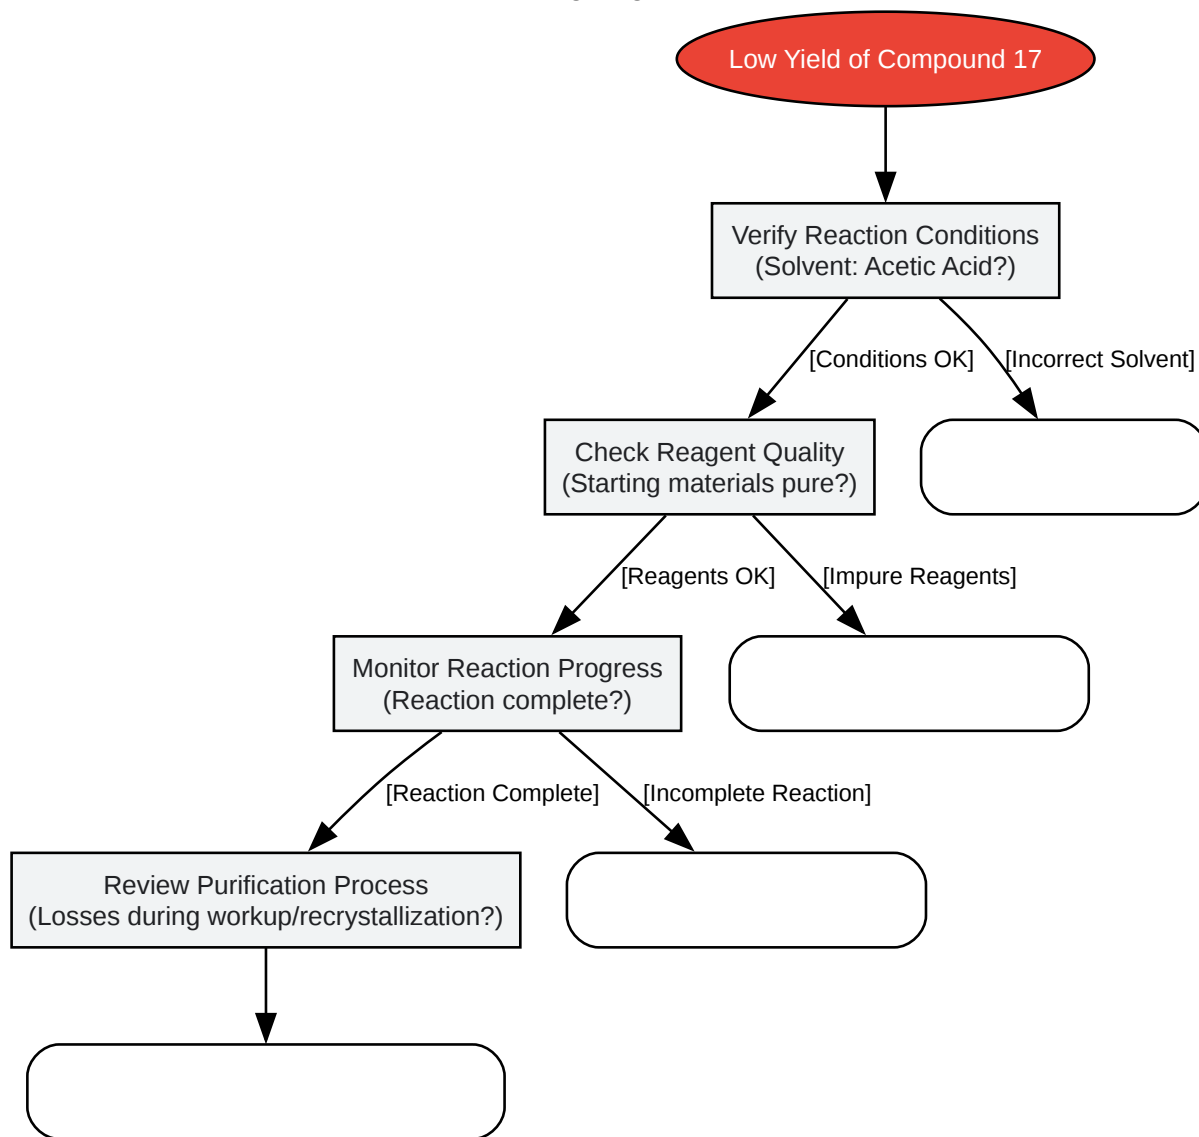 Low Yield of Compound 17
Verify Reaction Conditions
(Solvent: Acetic Acid?)
[Conditions OK]
[Incorrect Solvent]
Check Reagent Quality
(Starting materials pure?)
[Reagents OK]
[Impure Reagents]
Monitor Reaction Progress
(Reaction complete?)
[Reaction Complete]
[Incomplete Reaction]
Review Purification Process
(Losses during workup/recrystallization?)